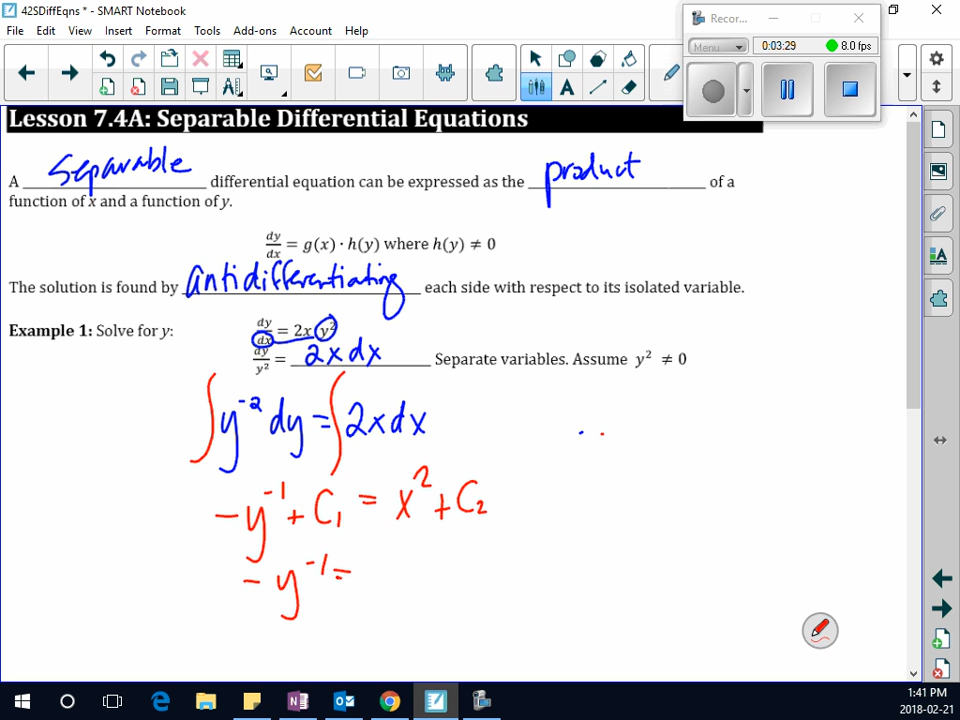 42SDiffEqns * - SMART Notebook
Recor...
File Edit View Insert Format Tools Add-ons Account Help
Menu 0:03:29 8.0 fps
Lesson 7.4A: Separable Differential Equations
A separable differential equation can be expressed as the product of a
function of x and a function of y.
dy/dx = g(x) · h(y) where h(y) ≠ 0
The solution is found by antidifferentiating each side with respect to its isolated variable.
Example 1: Solve for y: dy/dx = 2x y²
dy/y² = 2x dx Separate variables. Assume y² ≠ 0
∫ y⁻² dy = ∫ 2x dx
- y⁻¹ + C₁ = x² + C₂
- y⁻¹ =
1:41 PM
2018-02-21